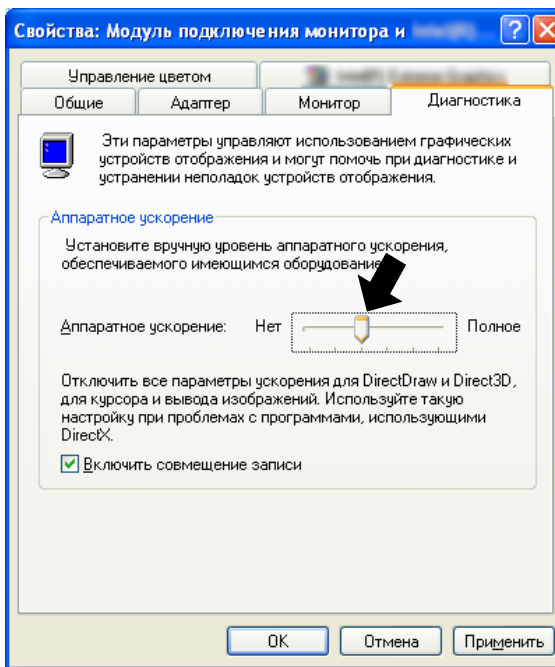 Свойства: Модуль подключения монитора и
Управление цветом
Общие
Адаптер
Монитор
Диагностика
Эти параметры управляют использованием графических
устройств отображения и могут помочь при диагностике и
устранении неполадок устройств отображения.
Аппаратное ускорение
Установите вручную уровень аппаратного ускорения,
обеспечиваемого имеющимся
Аппаратное ускорение: Нет Полное
Отключить все параметры ускорения для DirectDraw и Direct3D,
для курсора и вывода изображений. Используйте такую
настройку при проблемах с программами, использующими
DirectX.
Включить совмещение записи
OK
Отмена
Применить